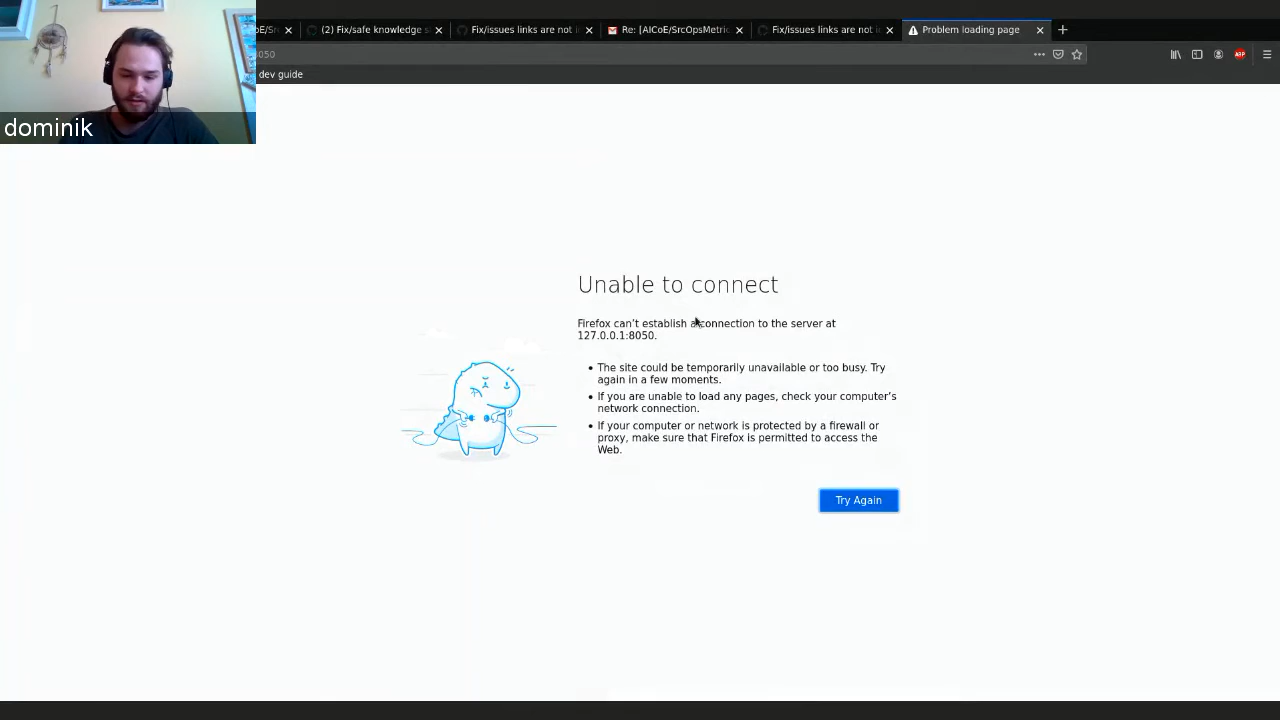 oE/Src
(2) Fix/safe knowledge s
Fix/issues links are not i
Re: [AICoE/SrcOpsMetric
Fix/issues links are not i
Problem loading page
8050
ABP
dev guide
dominik
Unable to connect
Firefox can't establish a connection to the server at
127.0.0.1:8050.
• The site could be temporarily unavailable or too busy. Try
again in a few moments.
• If you are unable to load any pages, check your computer's
network connection.
• If your computer or network is protected by a firewall or
proxy, make sure that Firefox is permitted to access the
Web.
Try Again